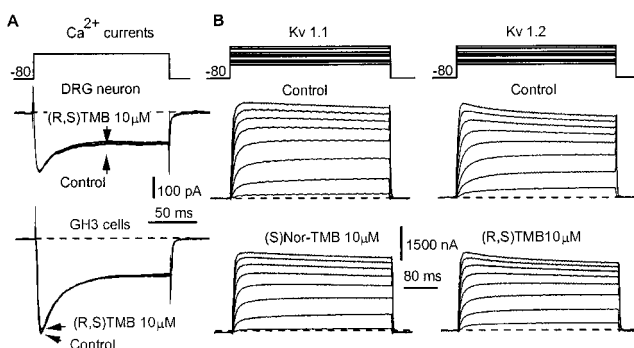 A
Ca2+ currents
-80
DRG neuron
(R,S)TMB 10µM
Control
100 pA
50 ms
GH3 cells
(R,S)TMB 10µM
Control
B
Kv 1.1
Kv 1.2
-80
-80
Control
Control
(S)Nor-TMB 10µM
1500 nA
(R,S)TMB10µM
80 ms